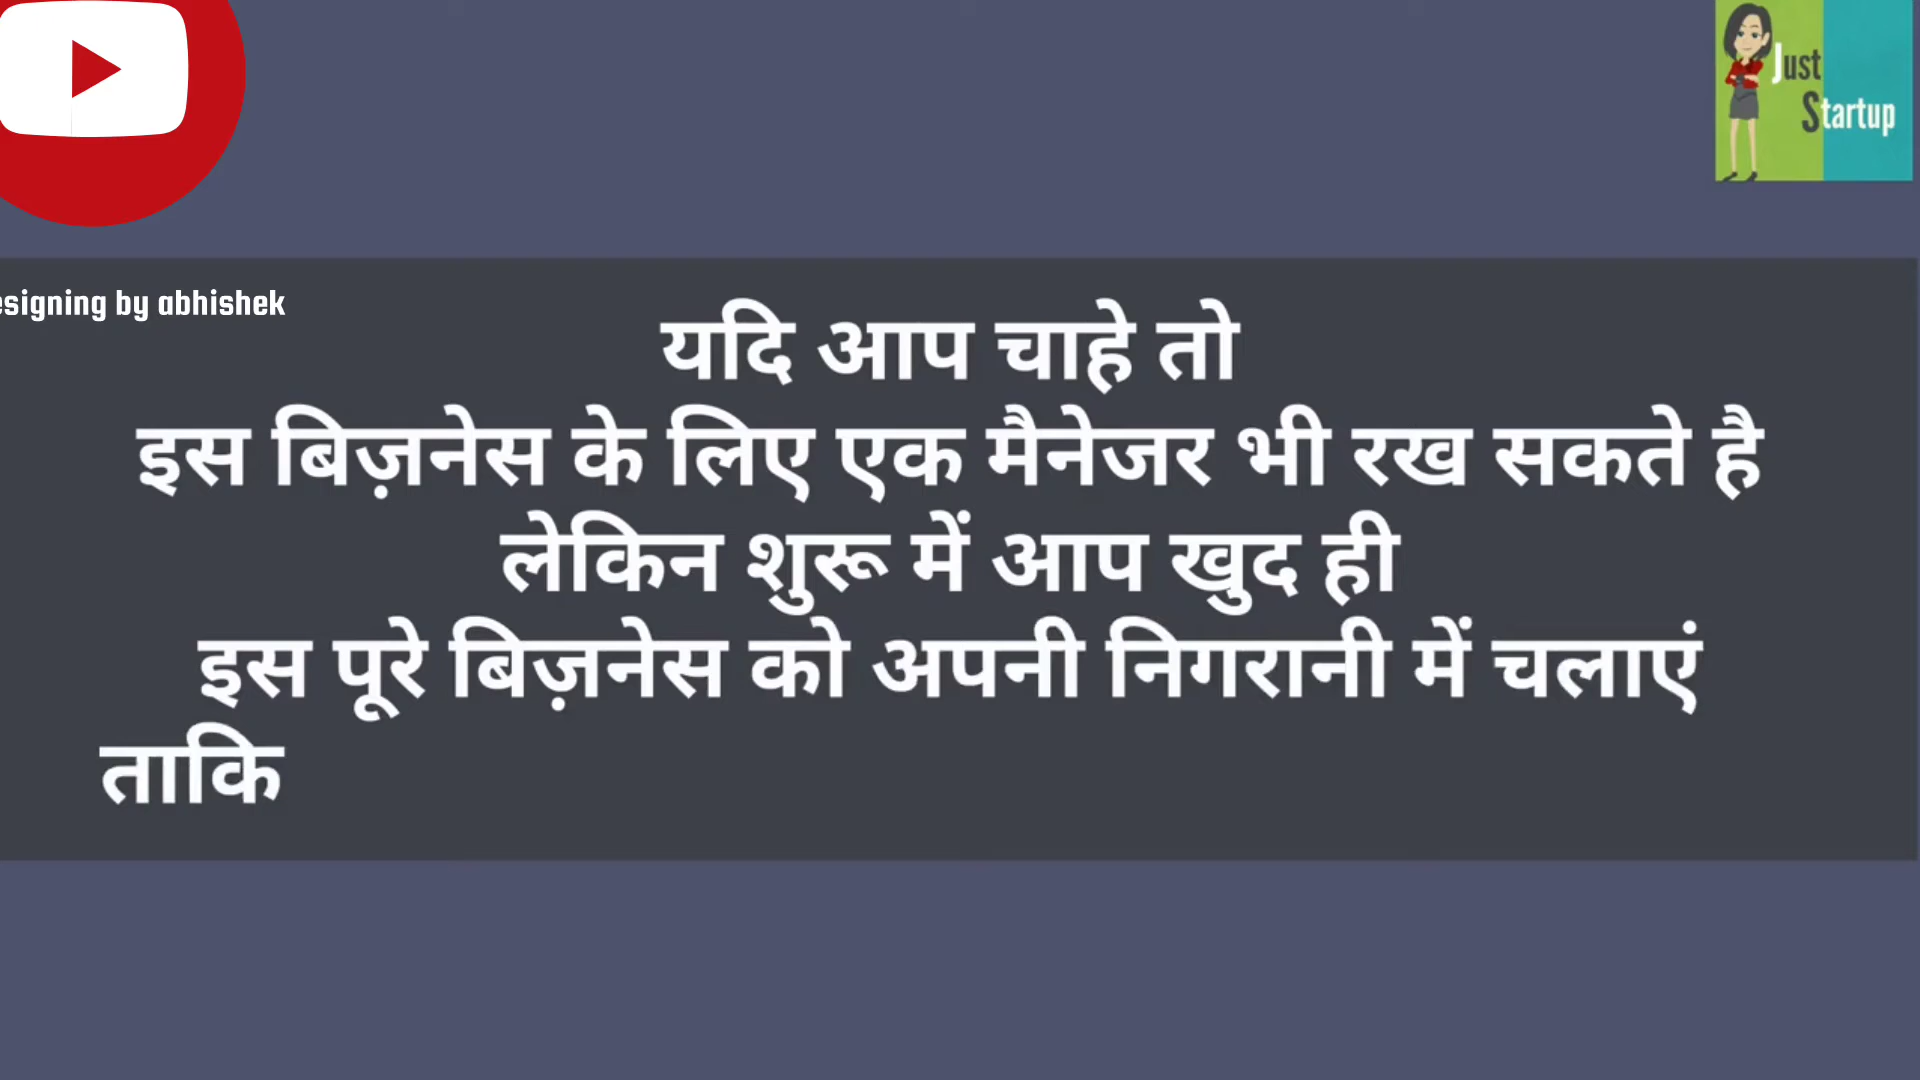 Just
Startup
esigning by abhishek
यदि आप चाहे तो
इस बिज़नेस के लिए एक मैनेजर भी रख सकते है
लेकिन शुरू में आप खुद ही
इस पूरे बिज़नेस को अपनी निगरानी में चलाएं
ताकि